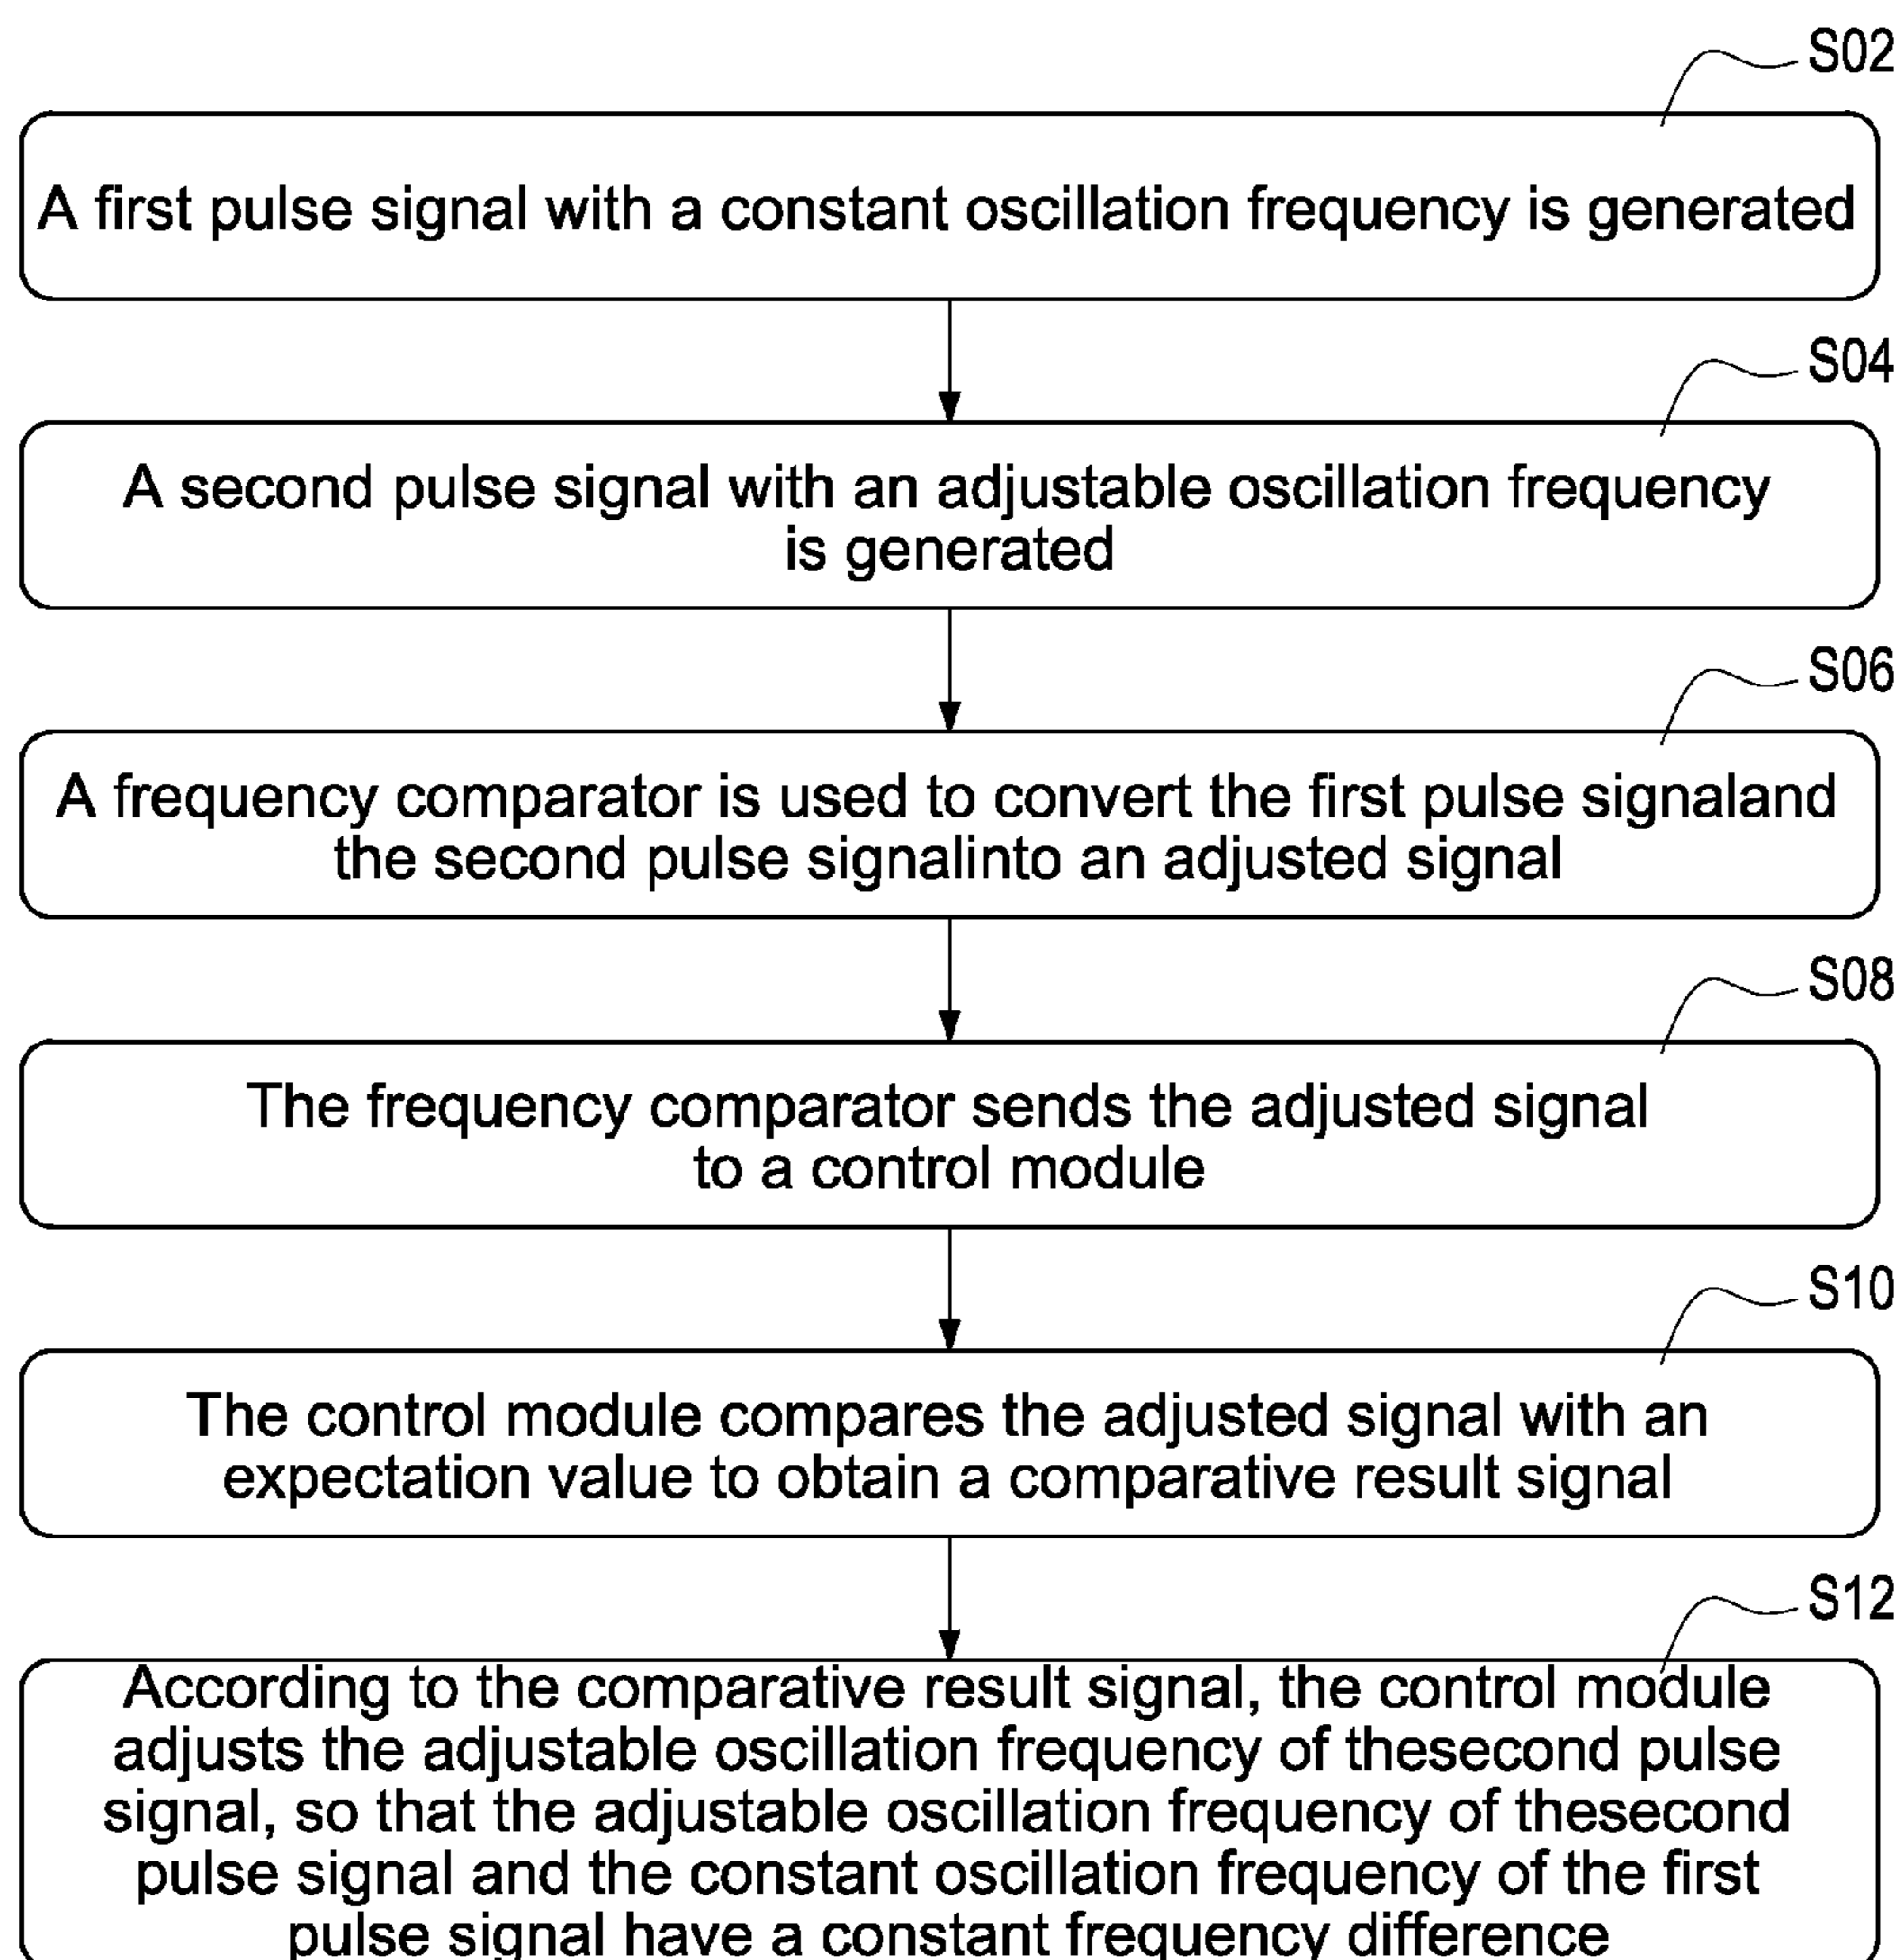 S02
A first pulse signal with a constant oscillation frequency is generated
S04
A second pulse signal with an adjustable oscillation frequency
is generated
S06
A frequency comparator is used to convert the first pulse signaland
the second pulse signalinto an adjusted signal
S08
The frequency comparator sends the adjusted signal
to a control module
S10
The control module compares the adjusted signal with an
expectation value to obtain a comparative result signal
S12
According to the comparative result signal, the control module
adjusts the adjustable oscillation frequency of thesecond pulse
signal, so that the adjustable oscillation frequency of thesecond
pulse signal and the constant oscillation frequency of the first
pulse signal have a constant frequency difference